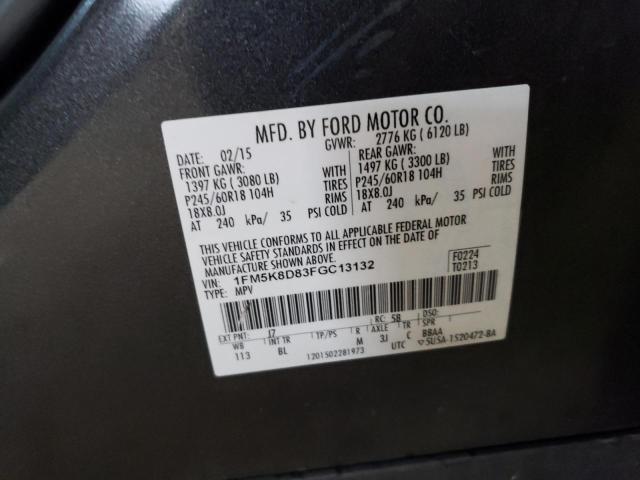 MFD. BY FORD MOTOR CO.
DATE: 02/15 GVWR: 2776 KG ( 6120 LB)
FRONT GAWR: REAR GAWR:
1397 KG ( 3080 LB) WITH 1497 KG ( 3300 LB) WITH
P245/60R18 104H TIRES P245/60R18 104H TIRES
18X8.0J RIMS 18X8.0J RIMS
AT 240 kPa/ 35 PSI COLD AT 240 kPa/ 35 PSI COLD
THIS VEHICLE CONFORMS TO ALL APPLICABLE FEDERAL MOTOR
VEHICLE SAFETY STANDARDS IN EFFECT ON THE DATE OF
MANUFACTURE SHOWN ABOVE.
VIN: 1FM5K8D83FGC13132 F0224
TYPE: MPV T0213
EXT PNT: J7 RC: 58 DSO:
WB INT TR TP/PS R AXLE TR SPR
113 BL M 3J C BBAA
1201502281973 UTC 5U5A-1520472-BA